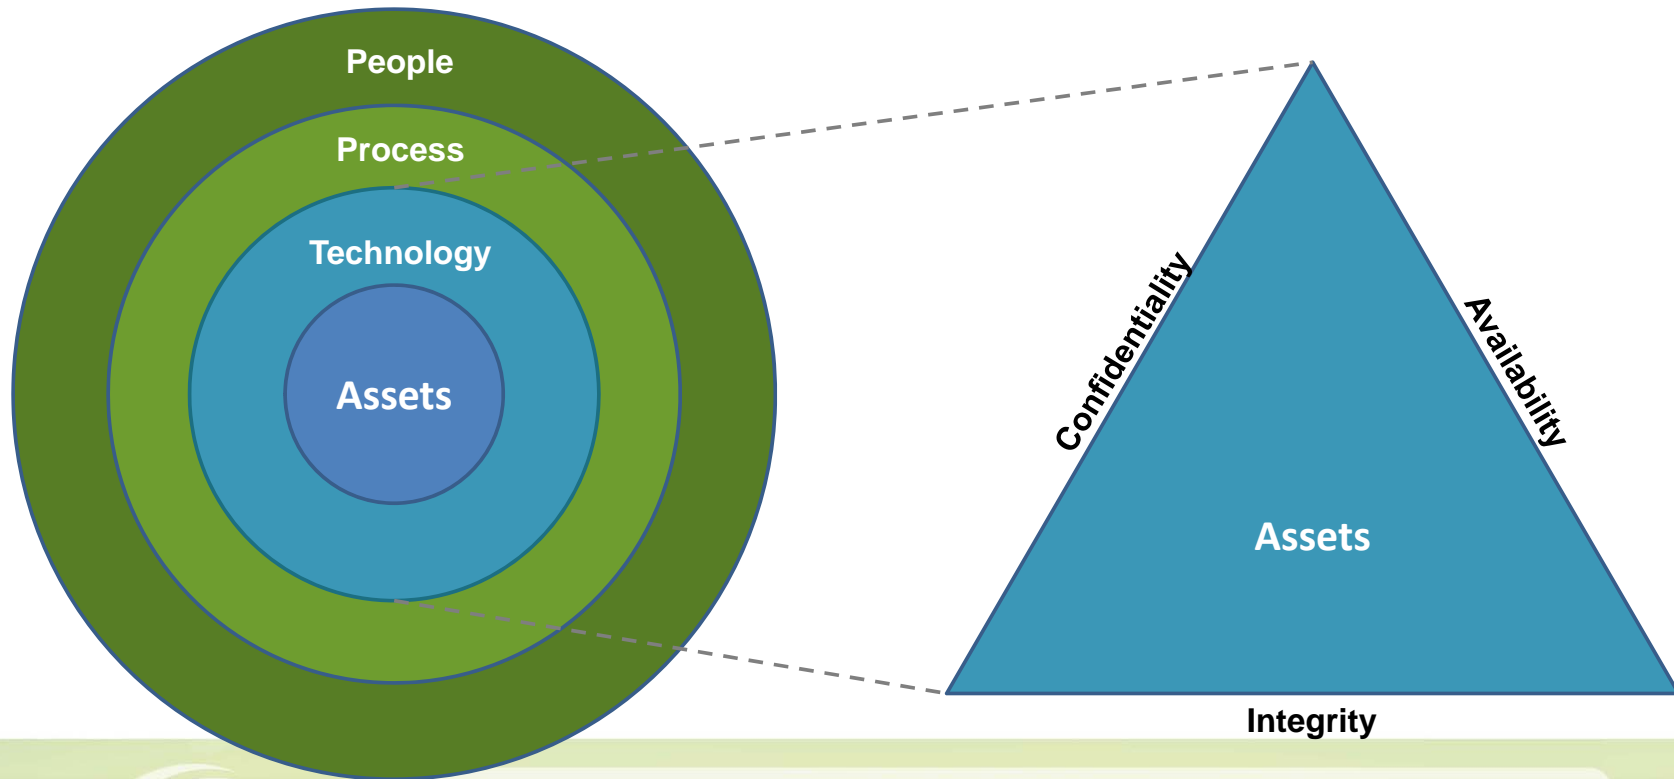 People
Process
Technology
Assets
Confidentiality
Availability
Assets
Integrity